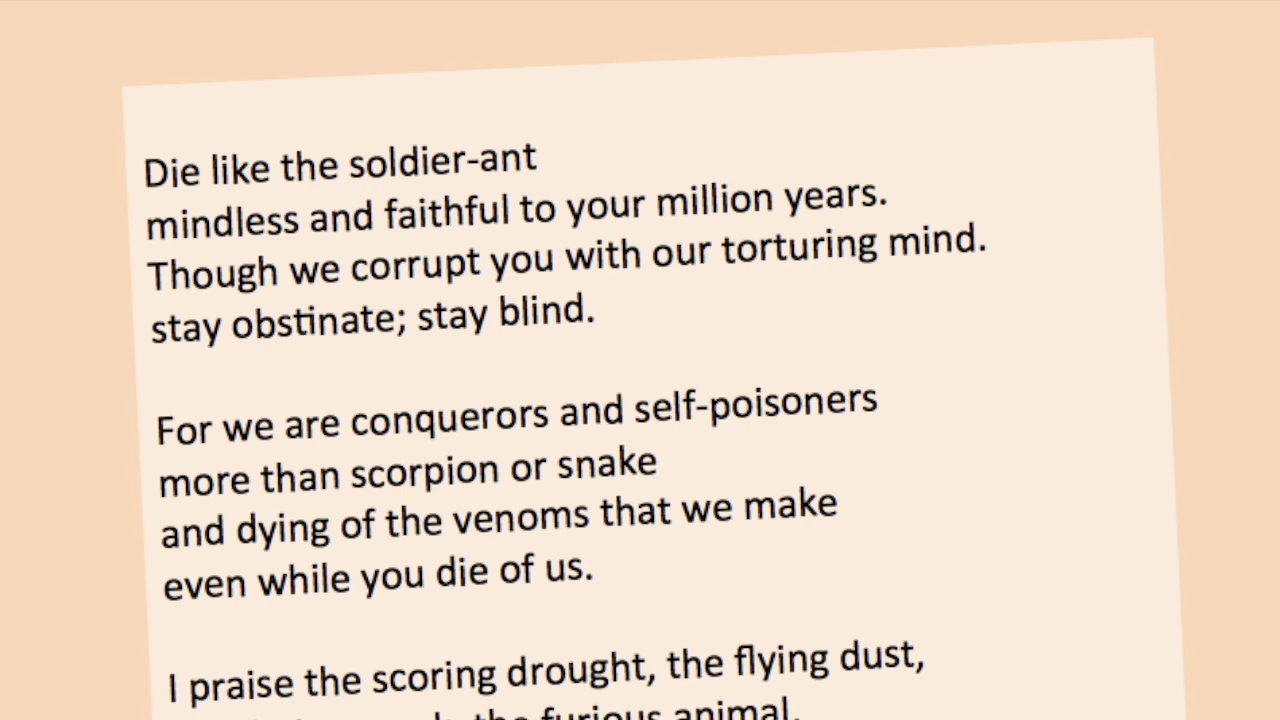 Die like the soldier-ant
mindless and faithful to your million years.
Though we corrupt you with our torturing mind.
stay obstinate; stay blind.
For we are conquerors and self-poisoners
more than scorpion or snake
and dying of the venoms that we make
even while you die of us.
I praise the scoring drought, the flying dust,
the furious animal,